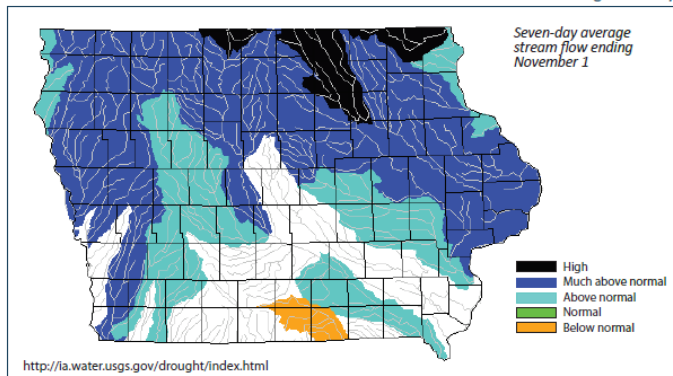 Seven-day average
stream flow ending
November 1
High
Much above normal
Above normal
Normal
Below normal
http://ia.water.usgs.gov/drought/index.html